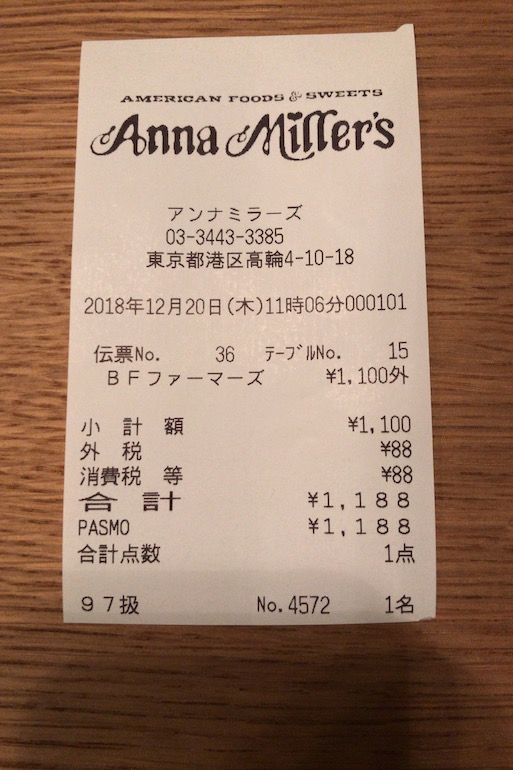 AMERICAN FOODS & SWEETS
Anna Miller's
アンナミラーズ
03-3443-3385
東京都港区高輪4-10-18
2018年12月20日(木)11時06分000101
伝票No. 36 テーブルNo. 15
BFファーマーズ ¥1,100外
小計額 ¥1,100
外税 ¥88
消費税等 ¥88
合計 ¥1,188
PASMO ¥1,188
合計点数 1点
97扱 No.4572 1名